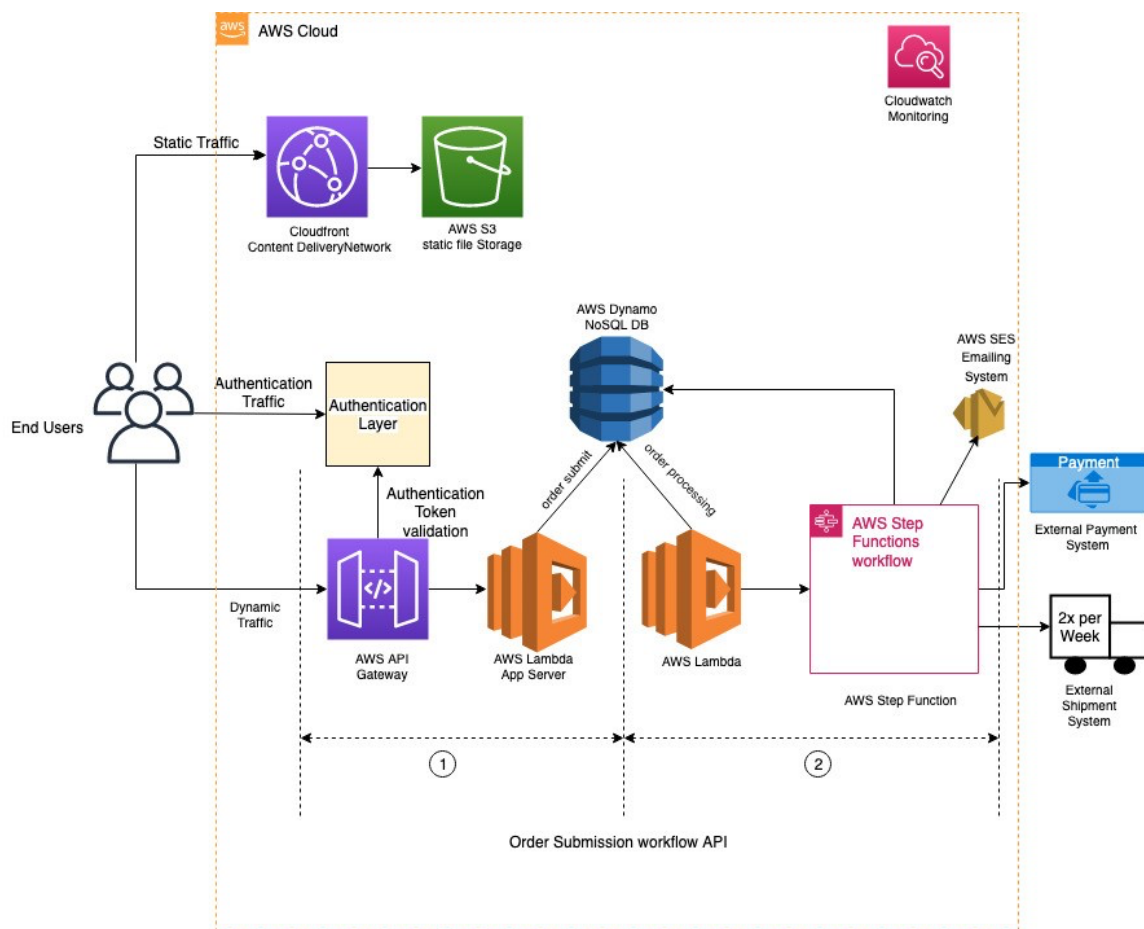 aws
AWS Cloud
Cloudwatch
Monitoring
Static Traffic
Cloudfront
Content DeliveryNetwork
AWS S3
static file Storage
AWS Dynamo
NoSQL DB
AWS SES
Emailing
System
End Users
Authentication
Traffic
Authentication
Layer
Authentication
Token
validation
order submit
order processing
Payment
External Payment
System
AWS Step
Functions
workflow
Dynamic
Traffic
AWS API
Gateway
AWS Lambda
App Server
AWS Lambda
AWS Step Function
2x per
Week
External
Shipment
System
1
2
Order Submission workflow API